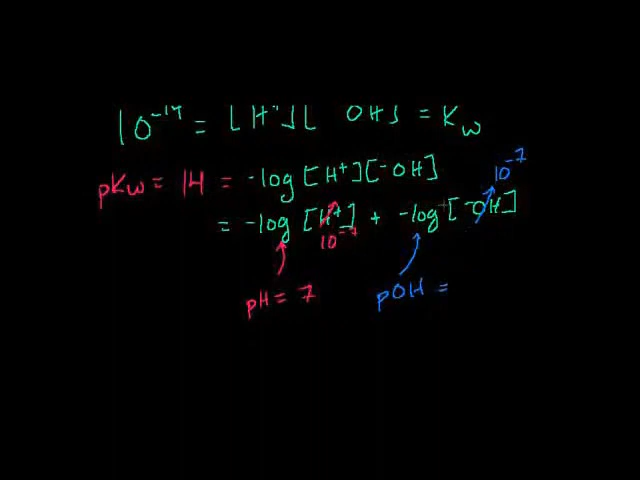 10⁻¹⁴ = [H⁺][⁻OH] = Kw
pKw = 14 = -log [H⁺][⁻OH]
10⁻⁷
= -log [H⁺] + -log [⁻OH]
10⁻⁷
pH = 7 pOH =